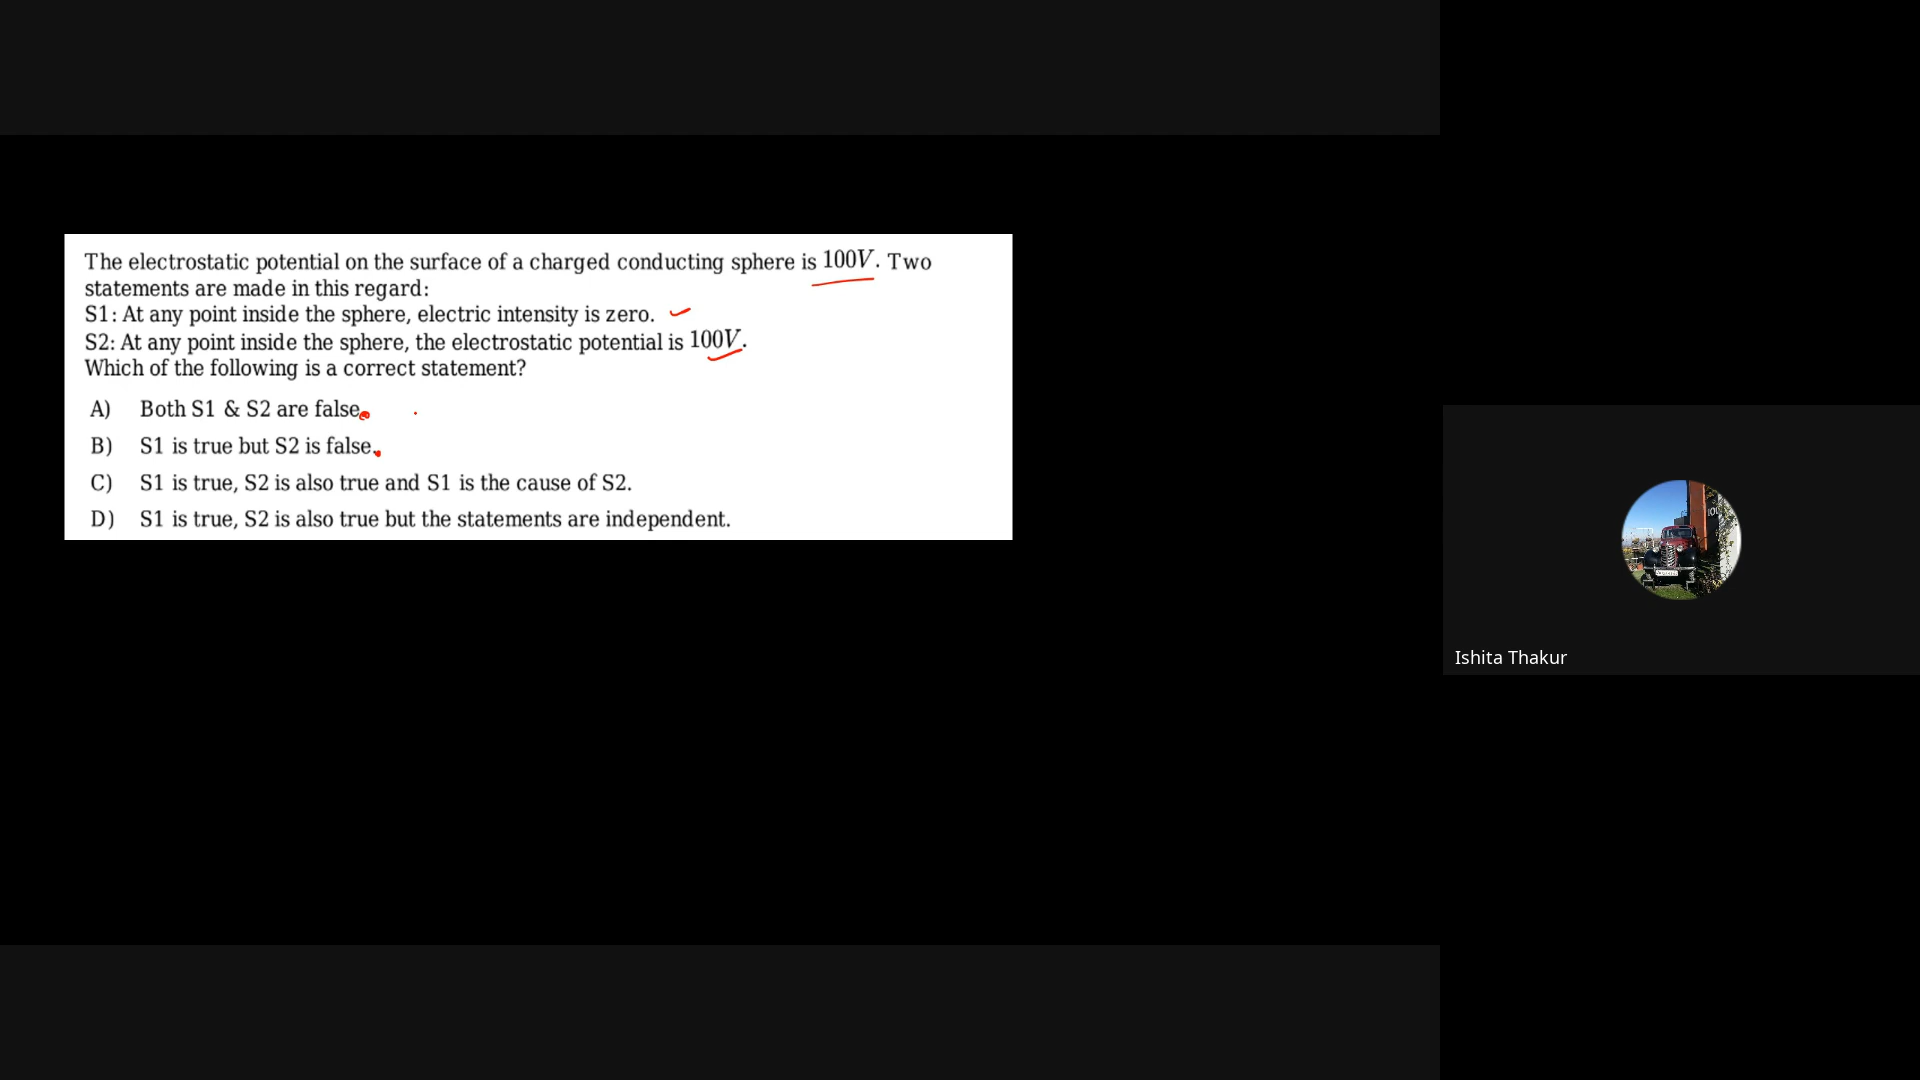 The electrostatic potential on the surface of a charged conducting sphere is 100V. Two
statements are made in this regard:
S1: At any point inside the sphere, electric intensity is zero.
S2: At any point inside the sphere, the electrostatic potential is 100V.
Which of the following is a correct statement?
A) Both S1 & S2 are false.
B) S1 is true but S2 is false.
C) S1 is true, S2 is also true and S1 is the cause of S2.
D) S1 is true, S2 is also true but the statements are independent.
Ishita Thakur